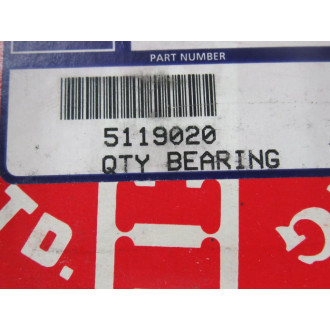 PART NUMBER
5119020
QTY BEARING
TD.